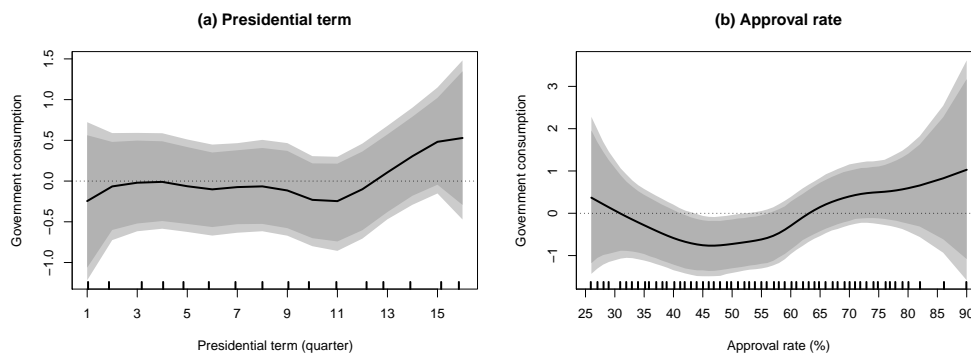 (a) Presidential term
Government consumption
1.5
1.0
0.5
0.0
−0.5
−1.0
1 3 5 7 9 11 13 15
Presidential term (quarter)
(b) Approval rate
Government consumption
3
2
1
0
−1
25 30 35 40 45 50 55 60 65 70 75 80 85 90
Approval rate (%)